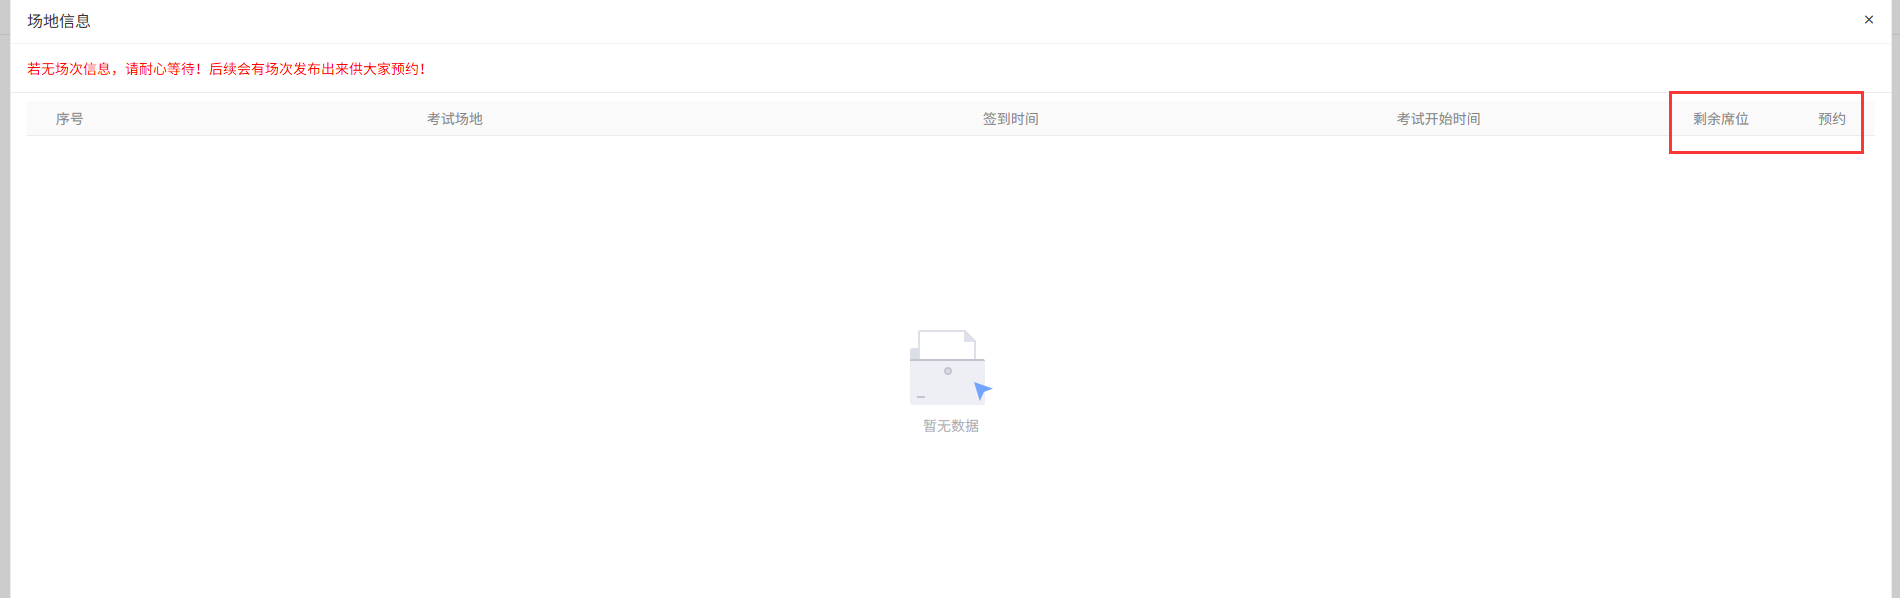 场地信息
若无场次信息，请耐心等待！后续会有场次发布出来供大家预约！
序号 考试场地 签到时间 考试开始时间 剩余席位 预约
暂无数据